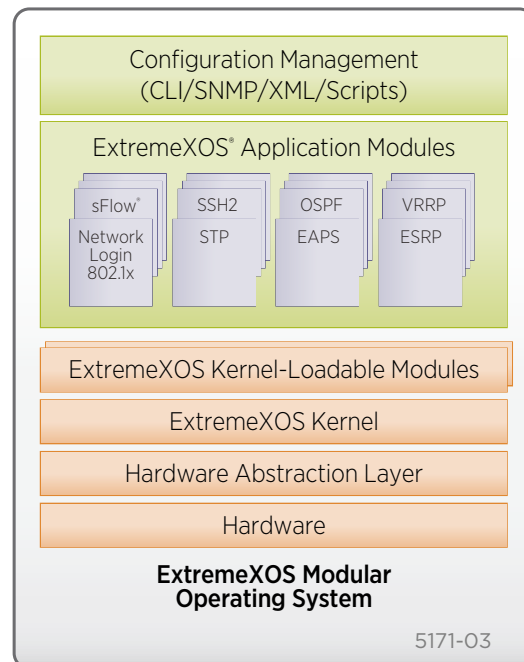 Configuration Management
(CLI/SNMP/XML/Scripts)
ExtremeXOS® Application Modules
sFlow®
SSH2
OSPF
VRRP
Network
Login
802.1x
STP
EAPS
ESRP
ExtremeXOS Kernel-Loadable Modules
ExtremeXOS Kernel
Hardware Abstraction Layer
Hardware
ExtremeXOS Modular
Operating System
5171-03